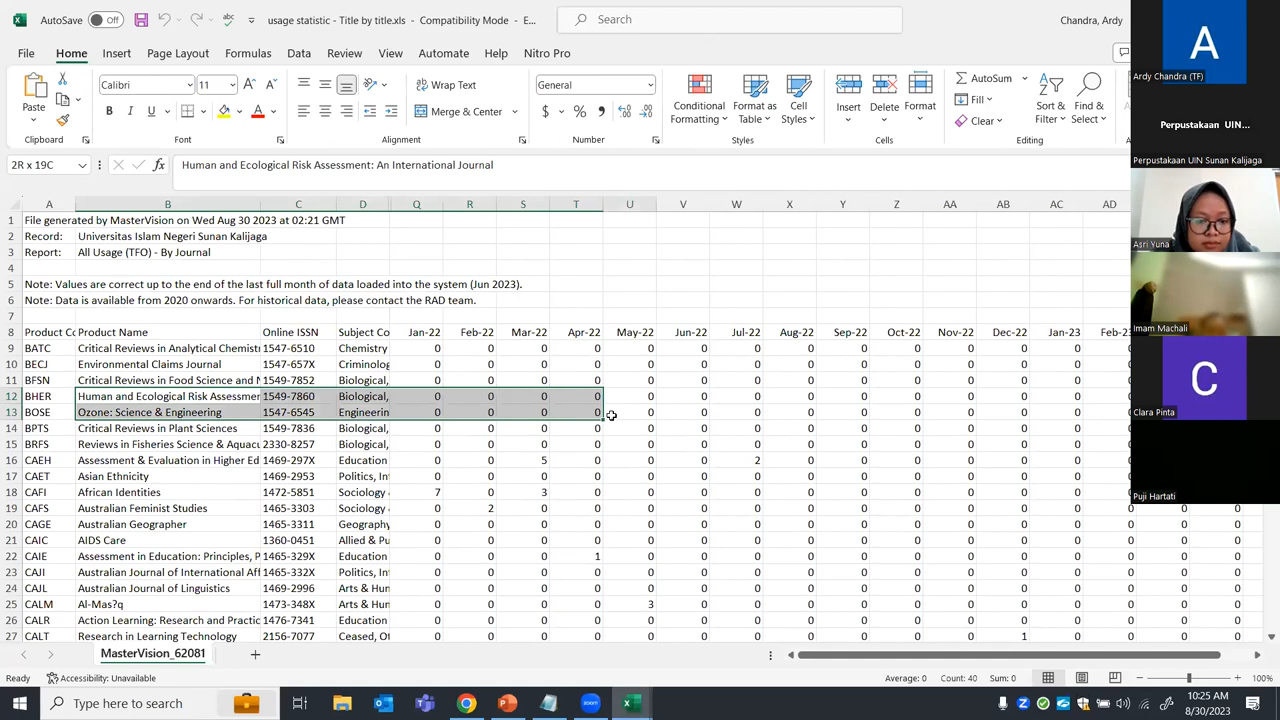 AutoSave Off usage statistic - Title by title.xls - Compatibility Mode - E... Search Chandra, Ardy
File Home Insert Page Layout Formulas Data Review View Automate Help Nitro Pro
Paste Calibri 11 Wrap Text General Conditional Format as Cell Insert Delete Format AutoSum Sort & Find &
B I U Merge & Center Formatting Table Styles Fill Filter Select
Clear
Clipboard Font Alignment Number Styles Cells Editing
2R x 19C fx Human and Ecological Risk Assessment: An International Journal
A B C D Q R S T U V W X Y Z AA AB AC AD
1 File generated by MasterVision on Wed Aug 30 2023 at 02:21 GMT
2 Record: Universitas Islam Negeri Sunan Kalijaga
3 Report: All Usage (TFO) - By Journal
4
5 Note: Values are correct up to the end of the last full month of data loaded into the system (Jun 2023).
6 Note: Data is available from 2020 onwards. For historical data, please contact the RAD team.
7
8 Product Co Product Name Online ISSN Subject Co Jan-22 Feb-22 Mar-22 Apr-22 May-22 Jun-22 Jul-22 Aug-22 Sep-22 Oct-22 Nov-22 Dec-22 Jan-23 Feb-23
9 BATC Critical Reviews in Analytical Chemist 1547-6510 Chemistry 0 0 0 0 0 0 0 0 0 0 0 0 0 0
10 BECJ Environmental Claims Journal 1547-657X Criminolog 0 0 0 0 0 0 0 0 0 0 0 0 0 0
11 BFSN Critical Reviews in Food Science and N 1549-7852 Biological, 0 0 0 0 0 0 0 0 0 0 0 0 0 0
12 BHER Human and Ecological Risk Assessmer 1549-7860 Biological, 0 0 0 0 0 0 0 0 0 0 0 0 0 0
13 BOSE Ozone: Science & Engineering 1547-6545 Engineerin 0 0 0 0 0 0 0 0 0 0 0 0 0 0
14 BPTS Critical Reviews in Plant Sciences 1549-7836 Biological, 0 0 0 0 0 0 0 0 0 0 0 0 0 0
15 BRFS Reviews in Fisheries Science & Aquacu 2330-8257 Biological, 0 0 0 0 0 0 0 0 0 0 0 0 0 0
16 CAEH Assessment & Evaluation in Higher Ed 1469-297X Education 0 0 5 0 0 0 2 0 0 0 0 0 0 0
17 CAET Asian Ethnicity 1469-2953 Politics, Int 0 0 0 0 0 0 0 0 0 0 0 0 0 0
18 CAFI African Identities 1472-5851 Sociology 7 0 3 0 0 0 0 0 0 0 0 0 0 0
19 CAFS Australian Feminist Studies 1465-3303 Sociology 0 2 0 0 0 0 0 0 0 0 0 0 0 0
20 CAGE Australian Geographer 1465-3311 Geography 0 0 0 0 0 0 0 0 0 0 0 0 0 0
21 CAIC AIDS Care 1360-0451 Allied & Pu 0 0 0 0 0 0 0 0 0 0 0 0 0 0
22 CAIE Assessment in Education: Principles, P 1465-329X Education 0 0 0 1 0 0 0 0 0 0 0 0 0 0
23 CAJI Australian Journal of International Aff 1465-332X Politics, Int 0 0 0 0 0 0 0 0 0 0 0 0 0 0
24 CAJL Australian Journal of Linguistics 1469-2996 Arts & Hun 0 0 0 0 0 0 0 0 0 0 0 0 0 0
25 CALM Al-Mas?q 1473-348X Arts & Hun 0 0 0 0 3 0 0 0 0 0 0 0 0 0
26 CALR Action Learning: Research and Practic 1476-7341 Education 0 0 0 0 0 0 0 0 0 0 0 0 0 0
27 CALT Research in Learning Technology 2156-7077 Ceased, Ot 0 0 0 0 0 0 0 0 0 0 0 1 0 0
MasterVision_62081
Ready Accessibility: Unavailable Average: 0 Count: 40 Sum: 0 100%
Type here to search 10:25 AM
8/30/2023
A
Ardy Chandra (TF)
Perpustakaan UIN...
Perpustakaan UIN Sunan Kalijaga
Asri Yuna
Imam Machali
C
Clara Pinta
Puji Hartati